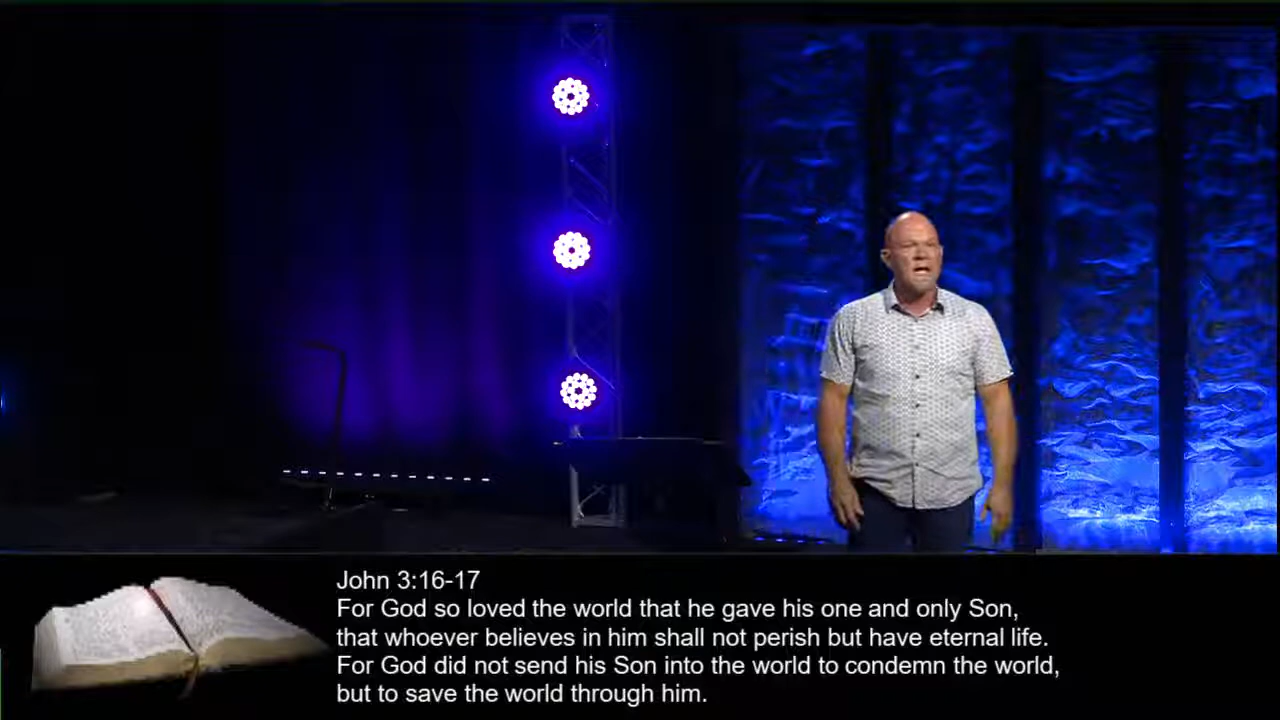 John 3:16-17
For God so loved the world that he gave his one and only Son,
that whoever believes in him shall not perish but have eternal life.
For God did not send his Son into the world to condemn the world,
but to save the world through him.